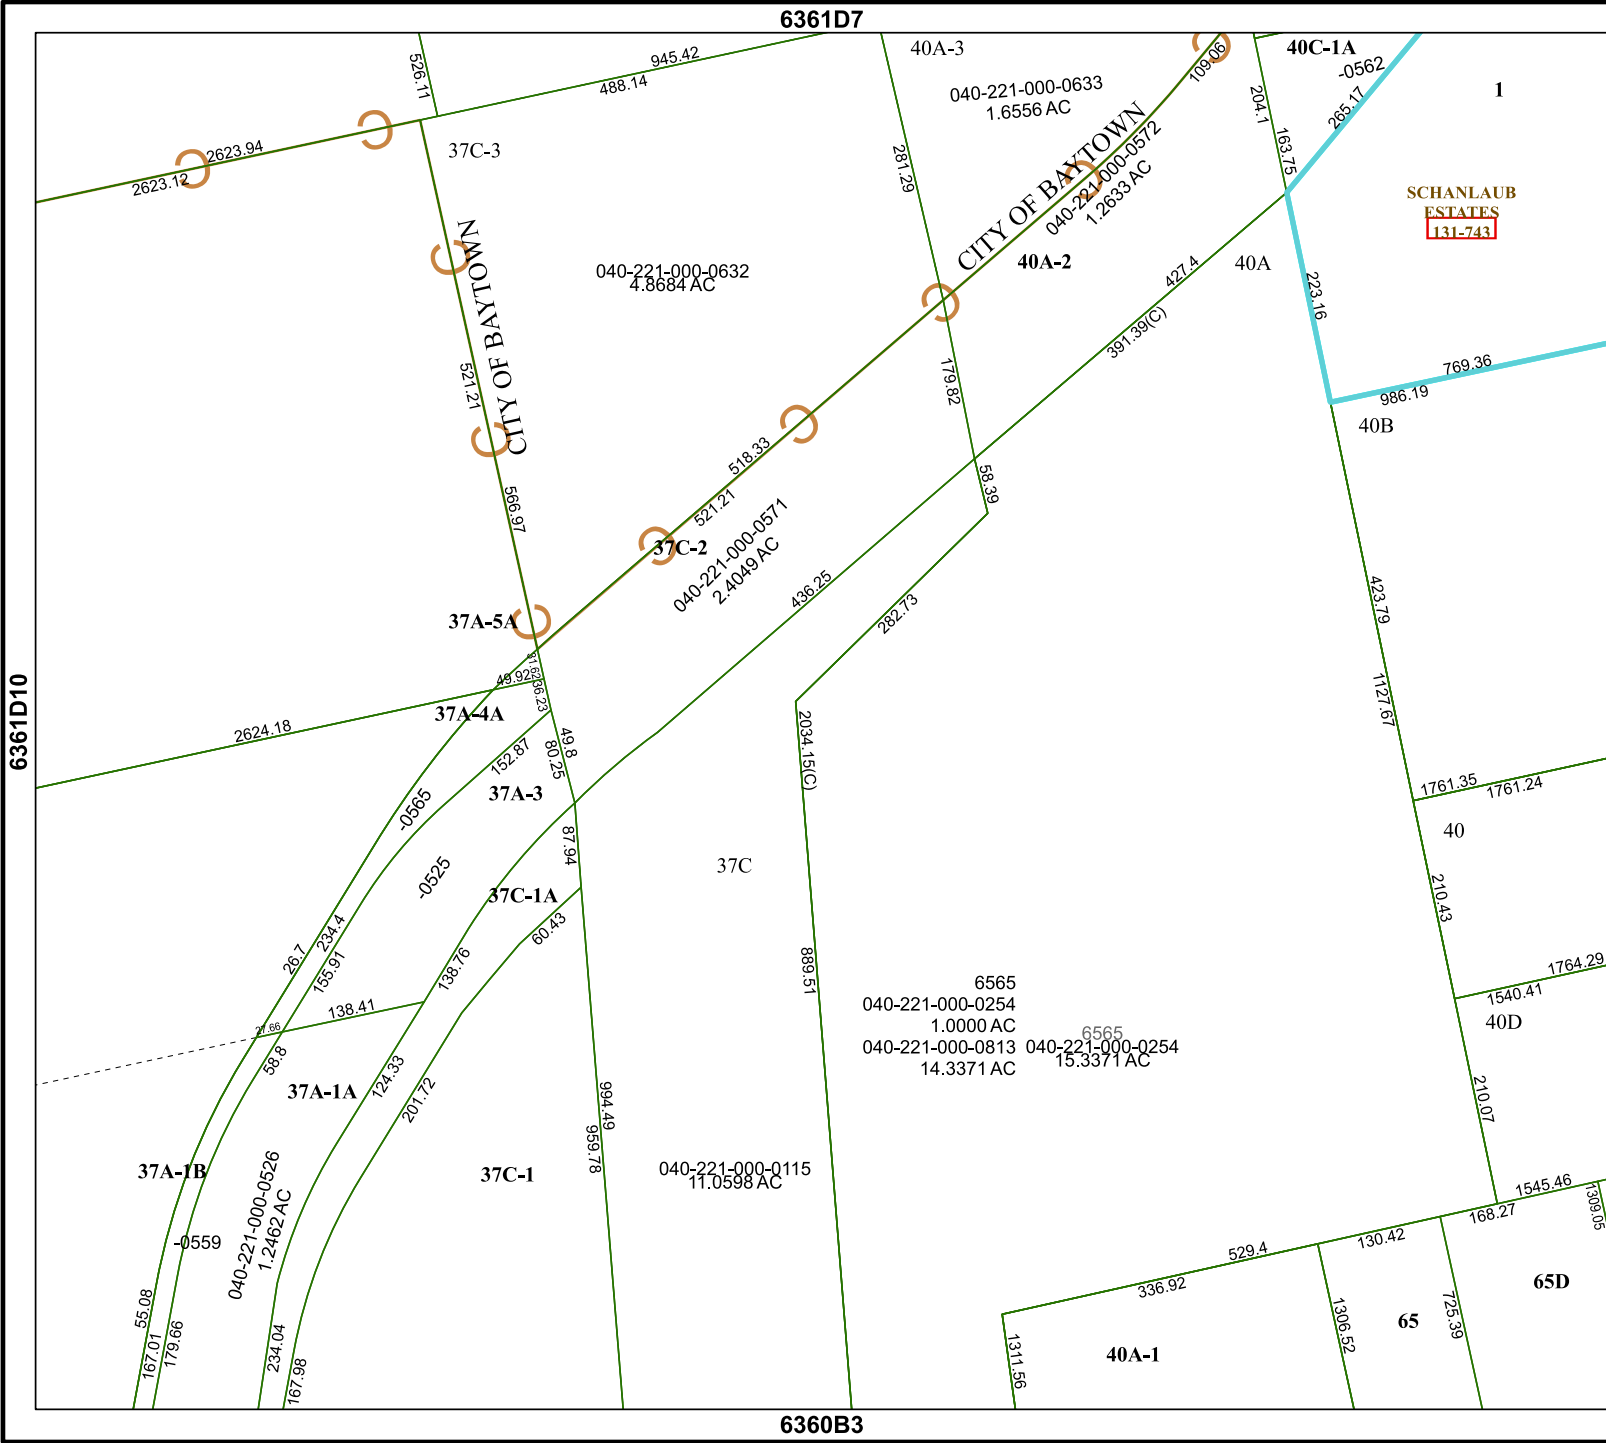 6361D7
526.11
945.42
488.14
40A-3
040-221-000-0633
1.6556 AC
109.06
40C-1A
-0562
265.17
1
204.1
163.75
2623.94
2623.12
37C-3
281.29
CITY OF BAYTOWN
040-221-000-0572
1.2633 AC
SCHANLAUB
ESTATES
131-743
CITY OF BAYTOWN
040-221-000-0632
4.8684 AC
40A-2
40A
427.4
391.39(C)
223.16
521.21
179.82
769.36
986.19
40B
518.33
521.21
58.39
566.97
37C-2
040-221-000-0571
2.4049 AC
436.25
282.73
423.79
37A-5A
31.62
36.23
49.92
6361D10
37A-4A
2624.18
2034.15(C)
1127.67
49.8
80.25
152.87
37A-3
1761.35
1761.24
-0565
40
87.94
37C
-0525
37C-1A
60.43
210.43
234.4
26.7
155.91
138.76
889.51
6565
040-221-000-0254
1.0000 AC
040-221-000-0813
14.3371 AC
6565
040-221-000-0254
15.3371 AC
1764.29
1540.41
40D
138.41
27.66
58.8
37A-1A
124.33
201.72
994.49
959.78
210.07
37A-1B
37C-1
040-221-000-0115
11.0598 AC
040-221-000-0526
1.2462 AC
-0559
1545.46
168.27
1309.05
130.42
529.4
336.92
65D
55.08
167.01
179.66
234.04
167.98
1311.56
40A-1
1306.52
65
725.39
6360B3